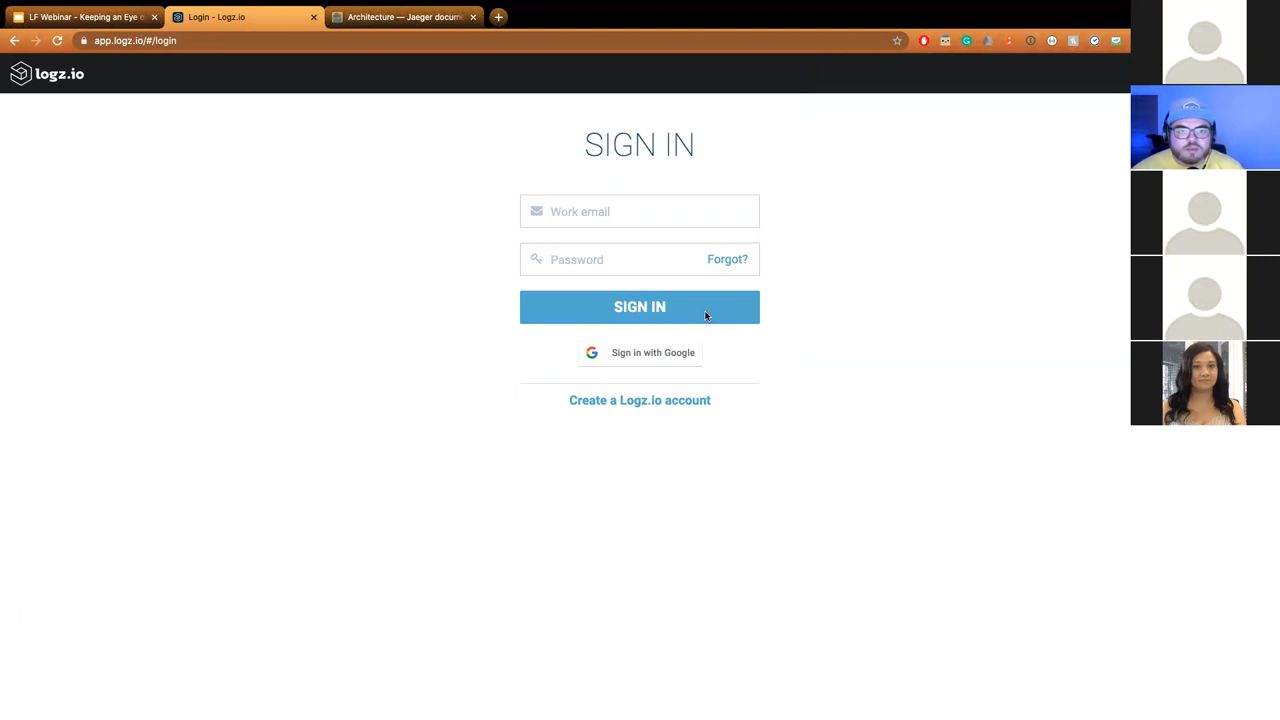 LF Webinar - Keeping an Eye
Login - Logz.io
Architecture — Jaeger docum
app.logz.io/#/login
logz.io
SIGN IN
Work email
Password
Forgot?
SIGN IN
Sign in with Google
Create a Logz.io account